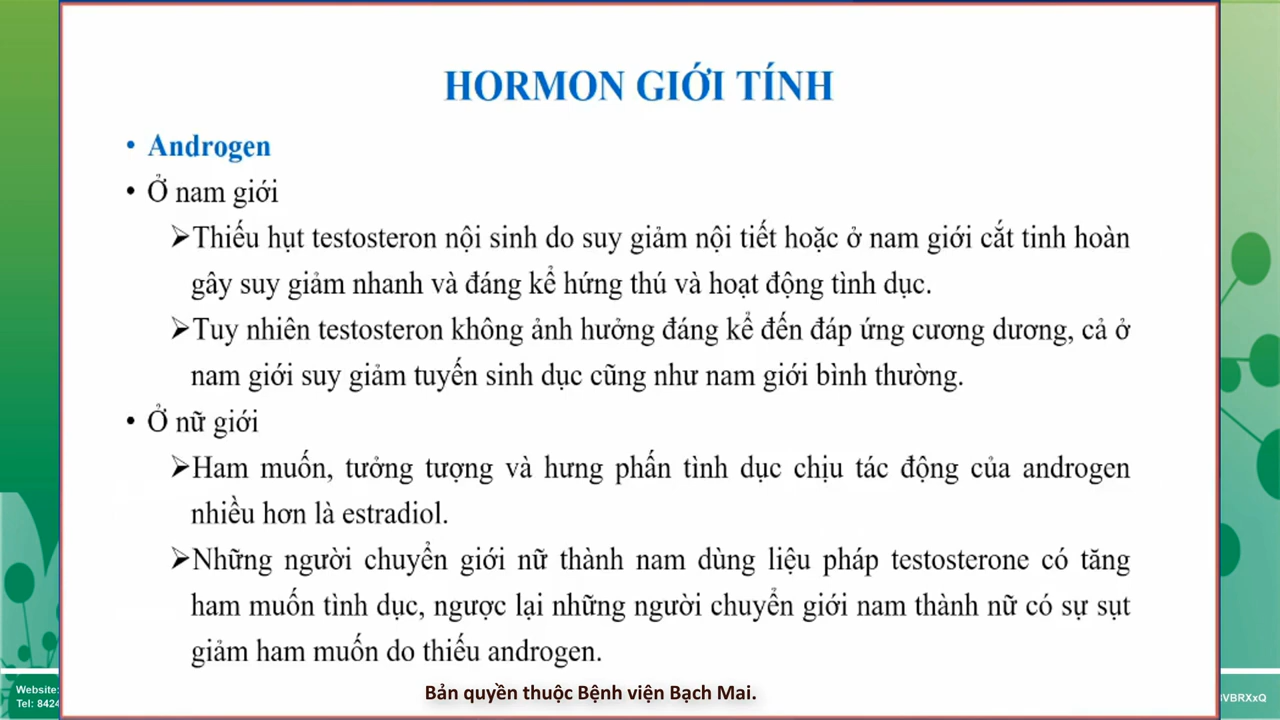 HORMON GIỚI TÍNH
• Androgen
• Ở nam giới
➢Thiếu hụt testosteron nội sinh do suy giảm nội tiết hoặc ở nam giới cắt tinh hoàn
gây suy giảm nhanh và đáng kể hứng thú và hoạt động tình dục.
➢Tuy nhiên testosteron không ảnh hưởng đáng kể đến đáp ứng cương dương, cả ở
nam giới suy giảm tuyến sinh dục cũng như nam giới bình thường.
• Ở nữ giới
➢Ham muốn, tưởng tượng và hưng phấn tình dục chịu tác động của androgen
nhiều hơn là estradiol.
➢Những người chuyển giới nữ thành nam dùng liệu pháp testosterone có tăng
ham muốn tình dục, ngược lại những người chuyển giới nam thành nữ có sự sụt
giảm ham muốn do thiếu androgen.
Bản quyền thuộc Bệnh viện Bạch Mai.
Website:
Tel: 8424